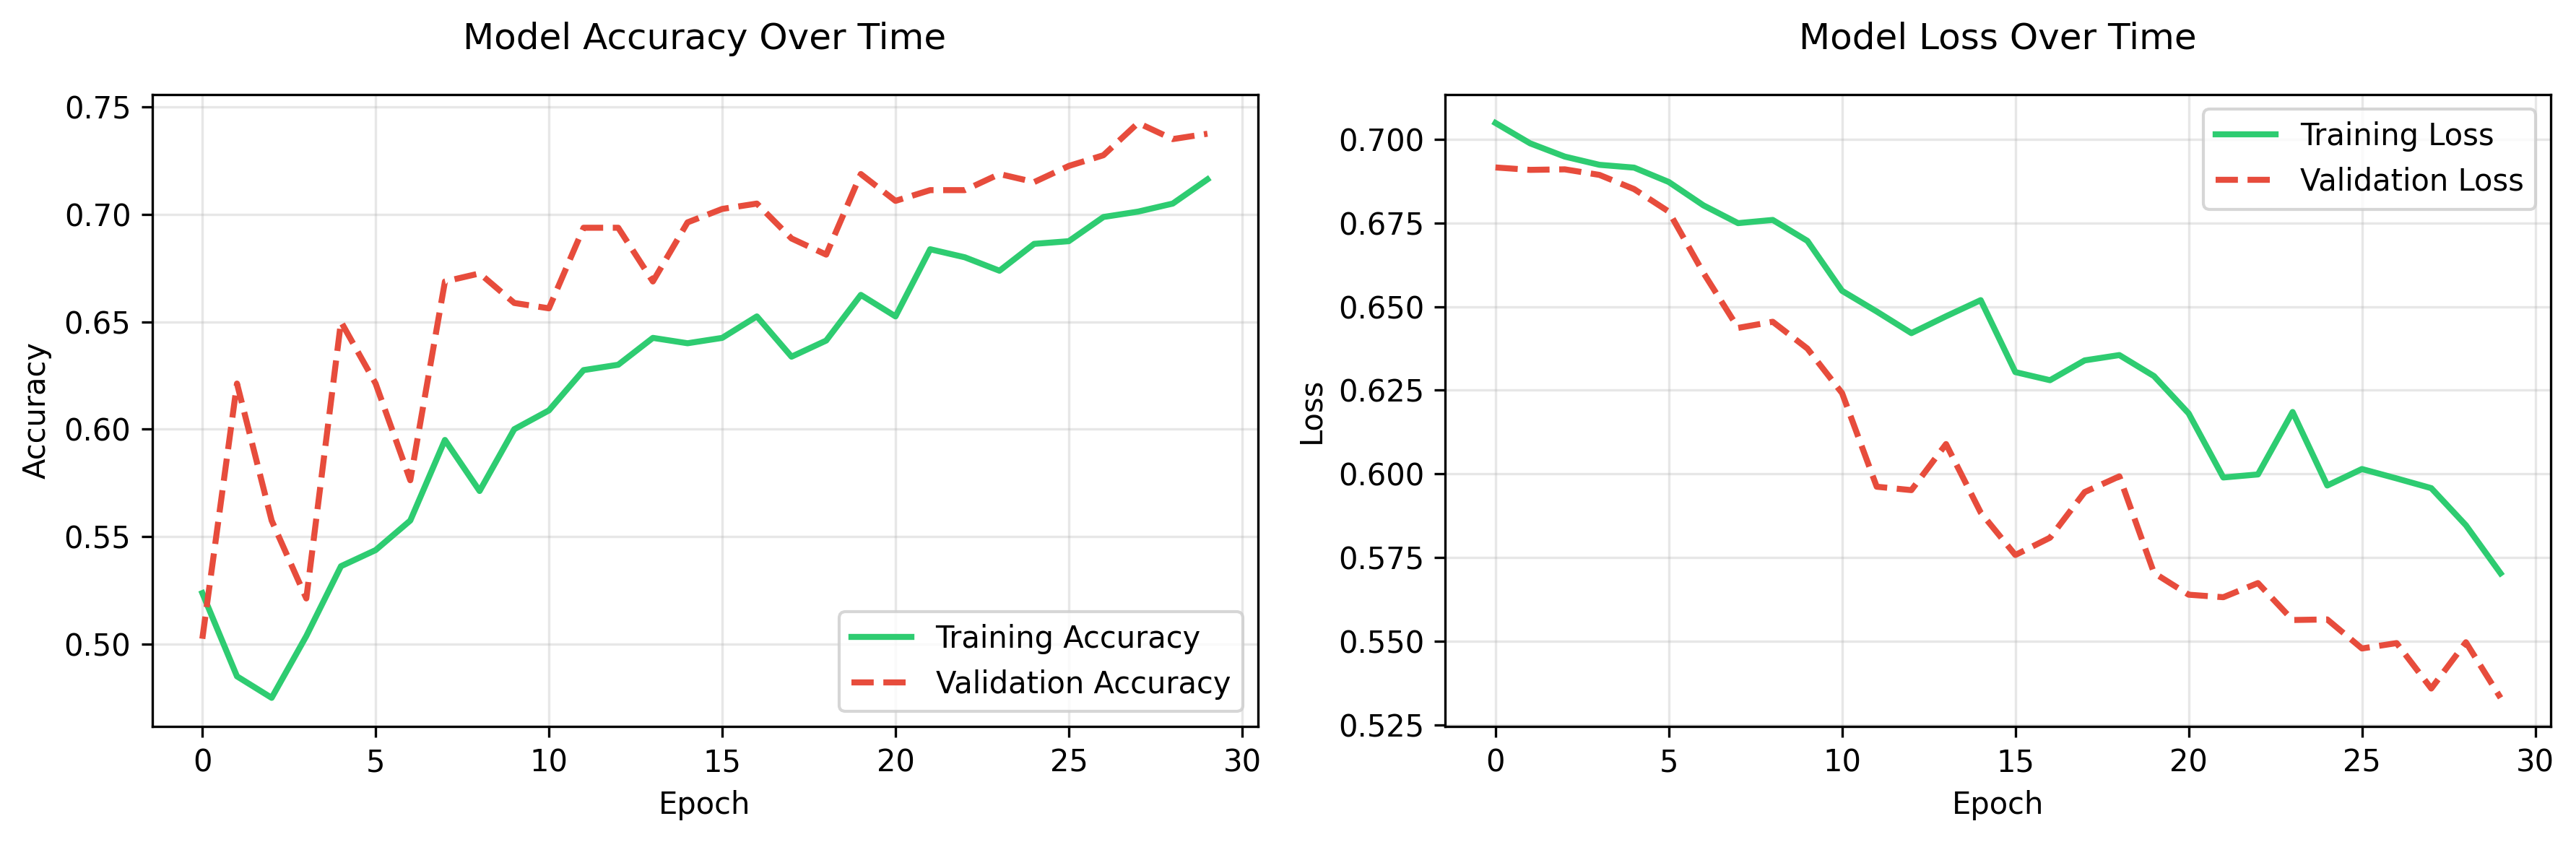 Model Accuracy Over Time
0.75
0.70
0.65
0.60
0.55
0.50
Accuracy
Training Accuracy
Validation Accuracy
0 5 10 15 20 25 30
Epoch
Model Loss Over Time
0.700
0.675
0.650
0.625
0.600
0.575
0.550
0.525
Loss
Training Loss
Validation Loss
0 5 10 15 20 25 30
Epoch